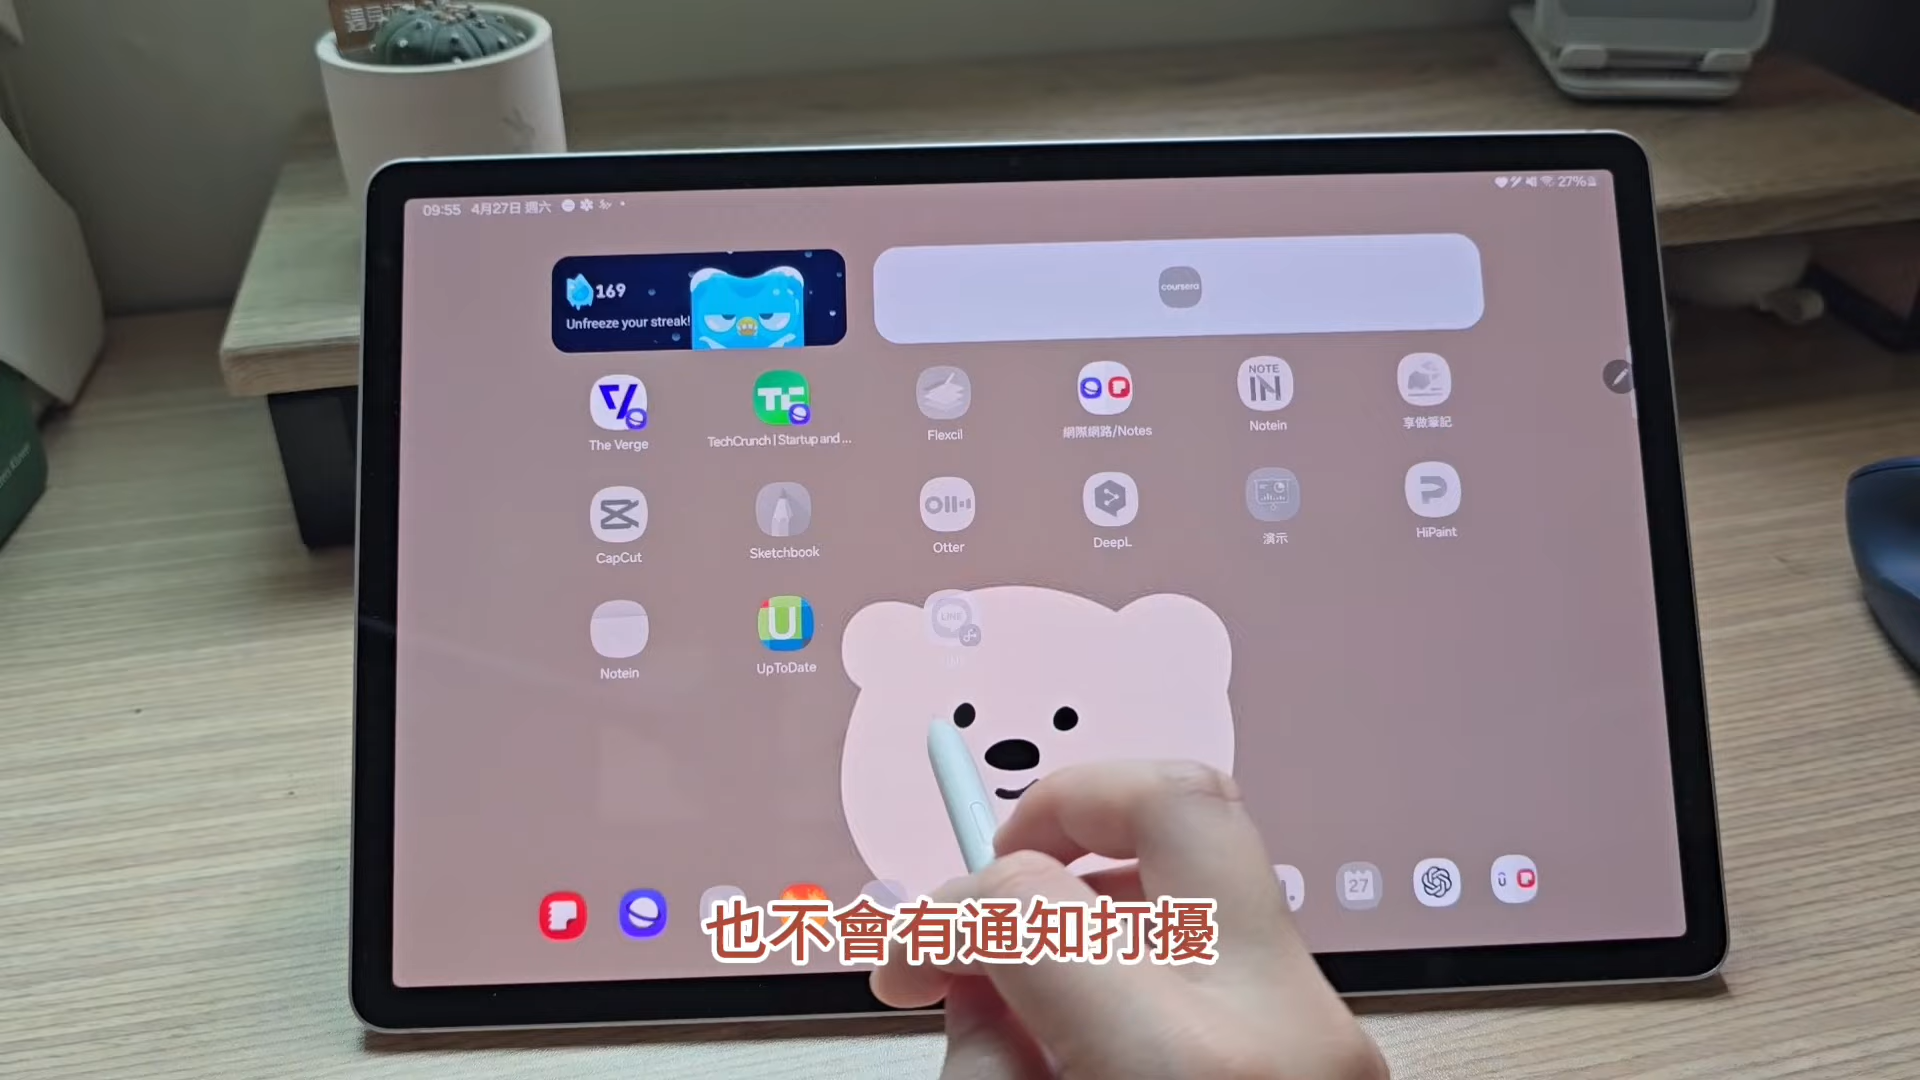 09:55 4月27日 週六
27%
169
Unfreeze your streak!
coursera
The Verge
TechCrunch | Startup and ...
Flexcil
網際網路/Notes
NOTE
IN
Notein
享做筆記
CapCut
Sketchbook
Otter
DeepL
演示
HiPaint
Notein
U
UpToDate
LINE
27
也不會有通知打擾